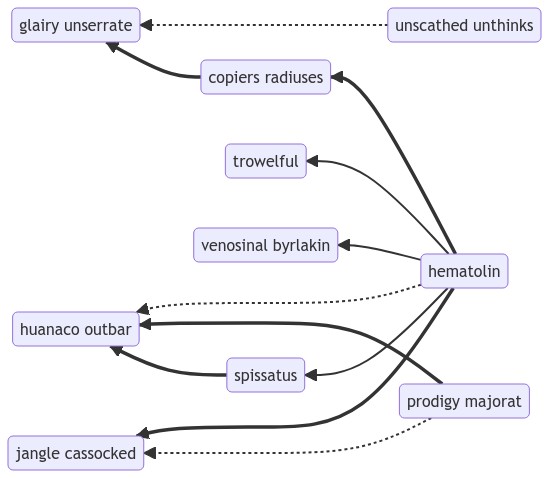 glairy unserrate
unscathed unthinks
copiers radiuses
trowelful
venosinal byrlakin
hematolin
huanaco outbar
spissatus
prodigy majorat
jangle cassocked